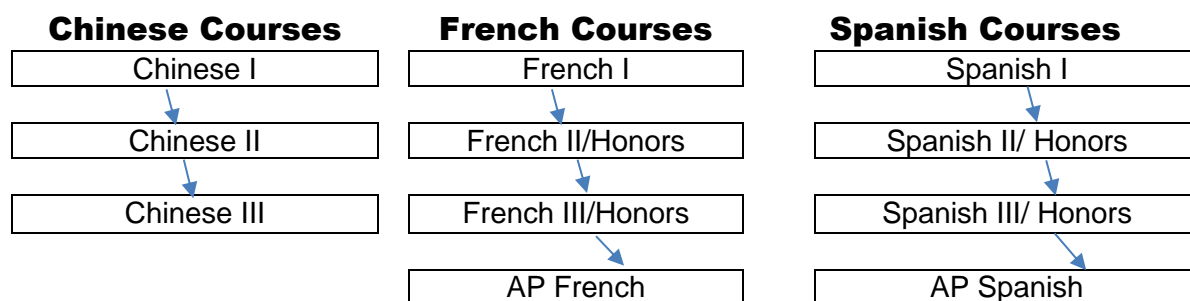 Chinese Courses
Chinese I
Chinese II
Chinese III
French Courses
French I
French II/Honors
French III/Honors
AP French
Spanish Courses
Spanish I
Spanish II/ Honors
Spanish III/ Honors
AP Spanish